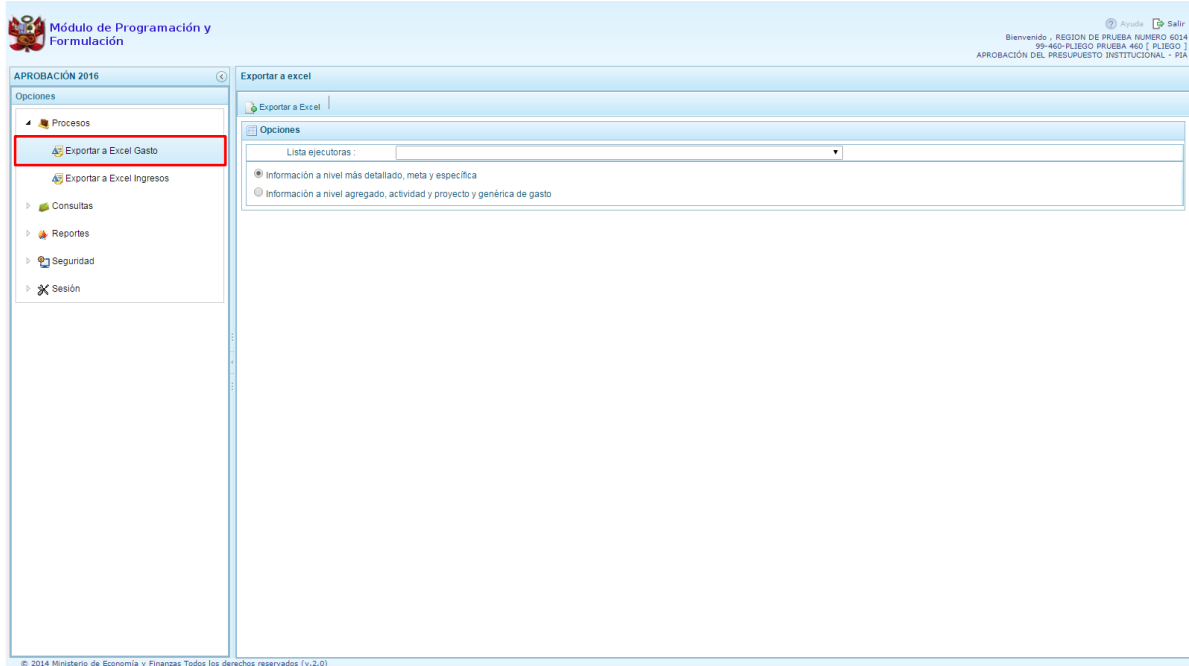 Módulo de Programación y
Formulación
Ayuda Salir
Bienvenido , REGION DE PRUEBA NUMERO 6014
99-460-PLIEGO PRUEBA 460 [ PLIEGO ]
APROBACIÓN DEL PRESUPUESTO INSTITUCIONAL - PIA
APROBACIÓN 2016
Opciones
Procesos
Exportar a Excel Gasto
Exportar a Excel Ingresos
Consultas
Reportes
Seguridad
Sesión
Exportar a excel
Exportar a Excel
Opciones
Lista ejecutoras :
Información a nivel más detallado, meta y específica
Información a nivel agregado, actividad y proyecto y genérica de gasto
© 2014 Ministerio de Economía y Finanzas Todos los derechos reservados (v.2.0)